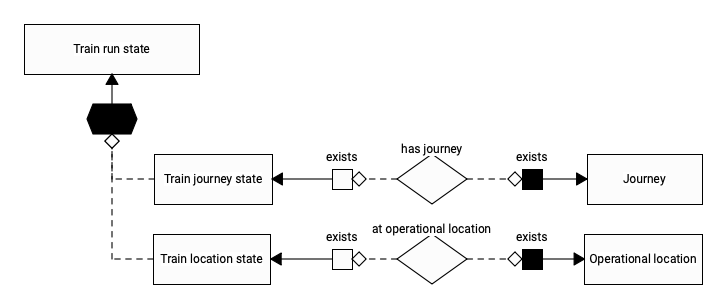 Train run state
has journey
exists
exists
Train journey state
Journey
at operational location
exists
exists
Train location state
Operational location